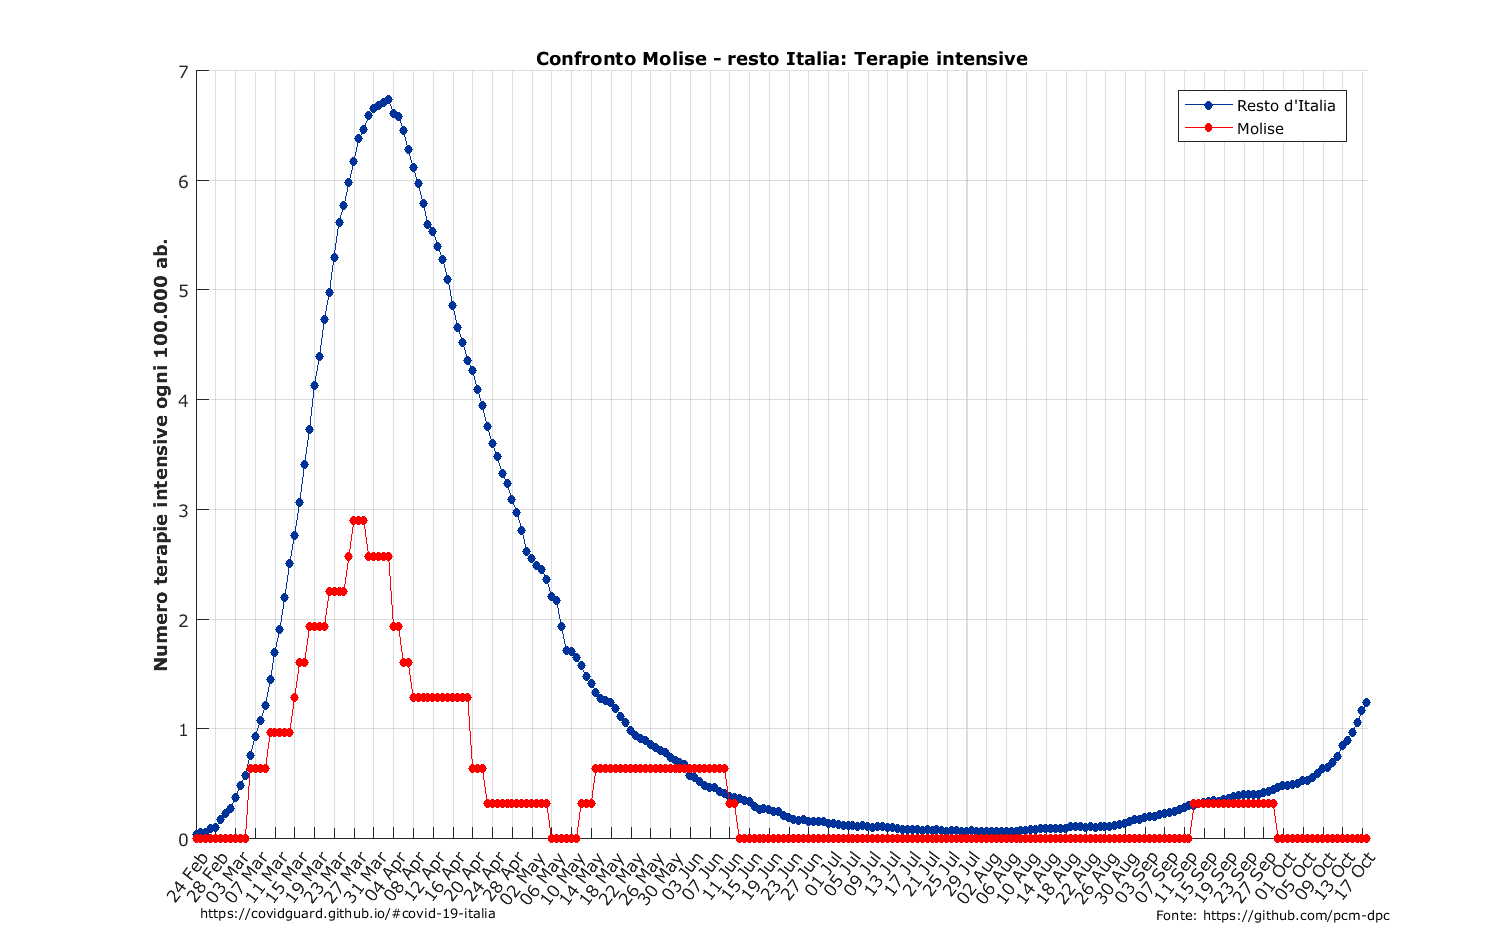 Confronto Molise - resto Italia: Terapie intensive
Resto d'Italia
Molise
Numero terapie intensive ogni 100.000 ab.
7
6
5
4
3
2
1
0
24 Feb
28 Feb
03 Mar
07 Mar
11 Mar
15 Mar
19 Mar
23 Mar
27 Mar
31 Mar
04 Apr
08 Apr
12 Apr
16 Apr
20 Apr
24 Apr
28 Apr
02 May
06 May
10 May
14 May
18 May
22 May
26 May
30 May
03 Jun
07 Jun
11 Jun
15 Jun
19 Jun
23 Jun
27 Jun
01 Jul
05 Jul
09 Jul
13 Jul
17 Jul
21 Jul
25 Jul
29 Jul
02 Aug
06 Aug
10 Aug
14 Aug
18 Aug
22 Aug
26 Aug
30 Aug
03 Sep
07 Sep
11 Sep
15 Sep
19 Sep
23 Sep
27 Sep
01 Oct
05 Oct
09 Oct
13 Oct
17 Oct
https://covidguard.github.io/#covid-19-italia
Fonte: https://github.com/pcm-dpc